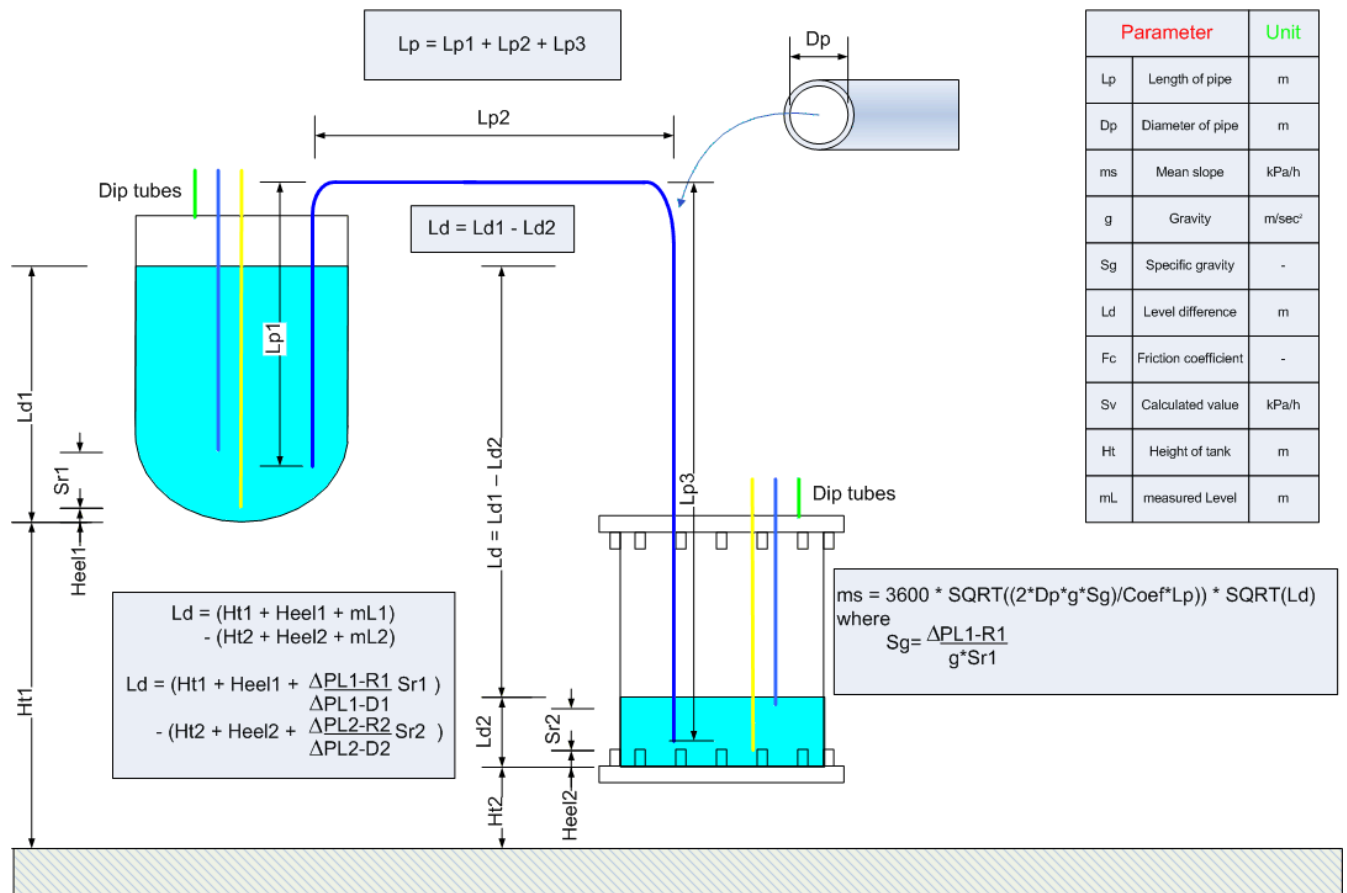 Lp = Lp1 + Lp2 + Lp3
Dp
Lp2
Dip tubes
Ld = Ld1 - Ld2
Lp1
Ld1
Sr1
Heel1
Ht1
Ld = Ld1 – Ld2
Lp3
Dip tubes
Ld2
Sr2
Ht2
Heel2
Ld = (Ht1 + Heel1 + mL1)
- (Ht2 + Heel2 + mL2)
Ld = (Ht1 + Heel1 + ΔPL1-R1 Sr1 )
ΔPL1-D1
- (Ht2 + Heel2 + ΔPL2-R2 Sr2 )
ΔPL2-D2
ms = 3600 * SQRT((2*Dp*g*Sg)/Coef*Lp)) * SQRT(Ld)
where
Sg= ΔPL1-R1
g*Sr1
Parameter Unit
Lp Length of pipe m
Dp Diameter of pipe m
ms Mean slope kPa/h
g Gravity m/sec²
Sg Specific gravity -
Ld Level difference m
Fc Friction coefficient -
Sv Calculated value kPa/h
Ht Height of tank m
mL measured Level m